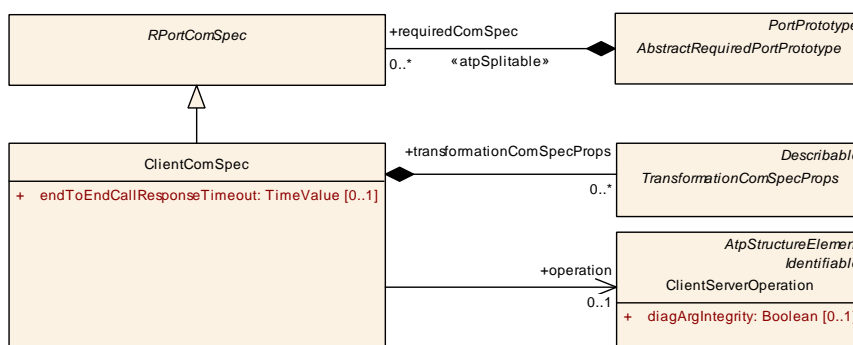 RPortComSpec
+requiredComSpec
0..*
«atpSplitable»
PortPrototype
AbstractRequiredPortPrototype
ClientComSpec
+ endToEndCallResponseTimeout: TimeValue [0..1]
+transformationComSpecProps
0..*
Describable
TransformationComSpecProps
+operation
0..1
AtpStructureElement
Identifiable
ClientServerOperation
+ diagArgIntegrity: Boolean [0..1]